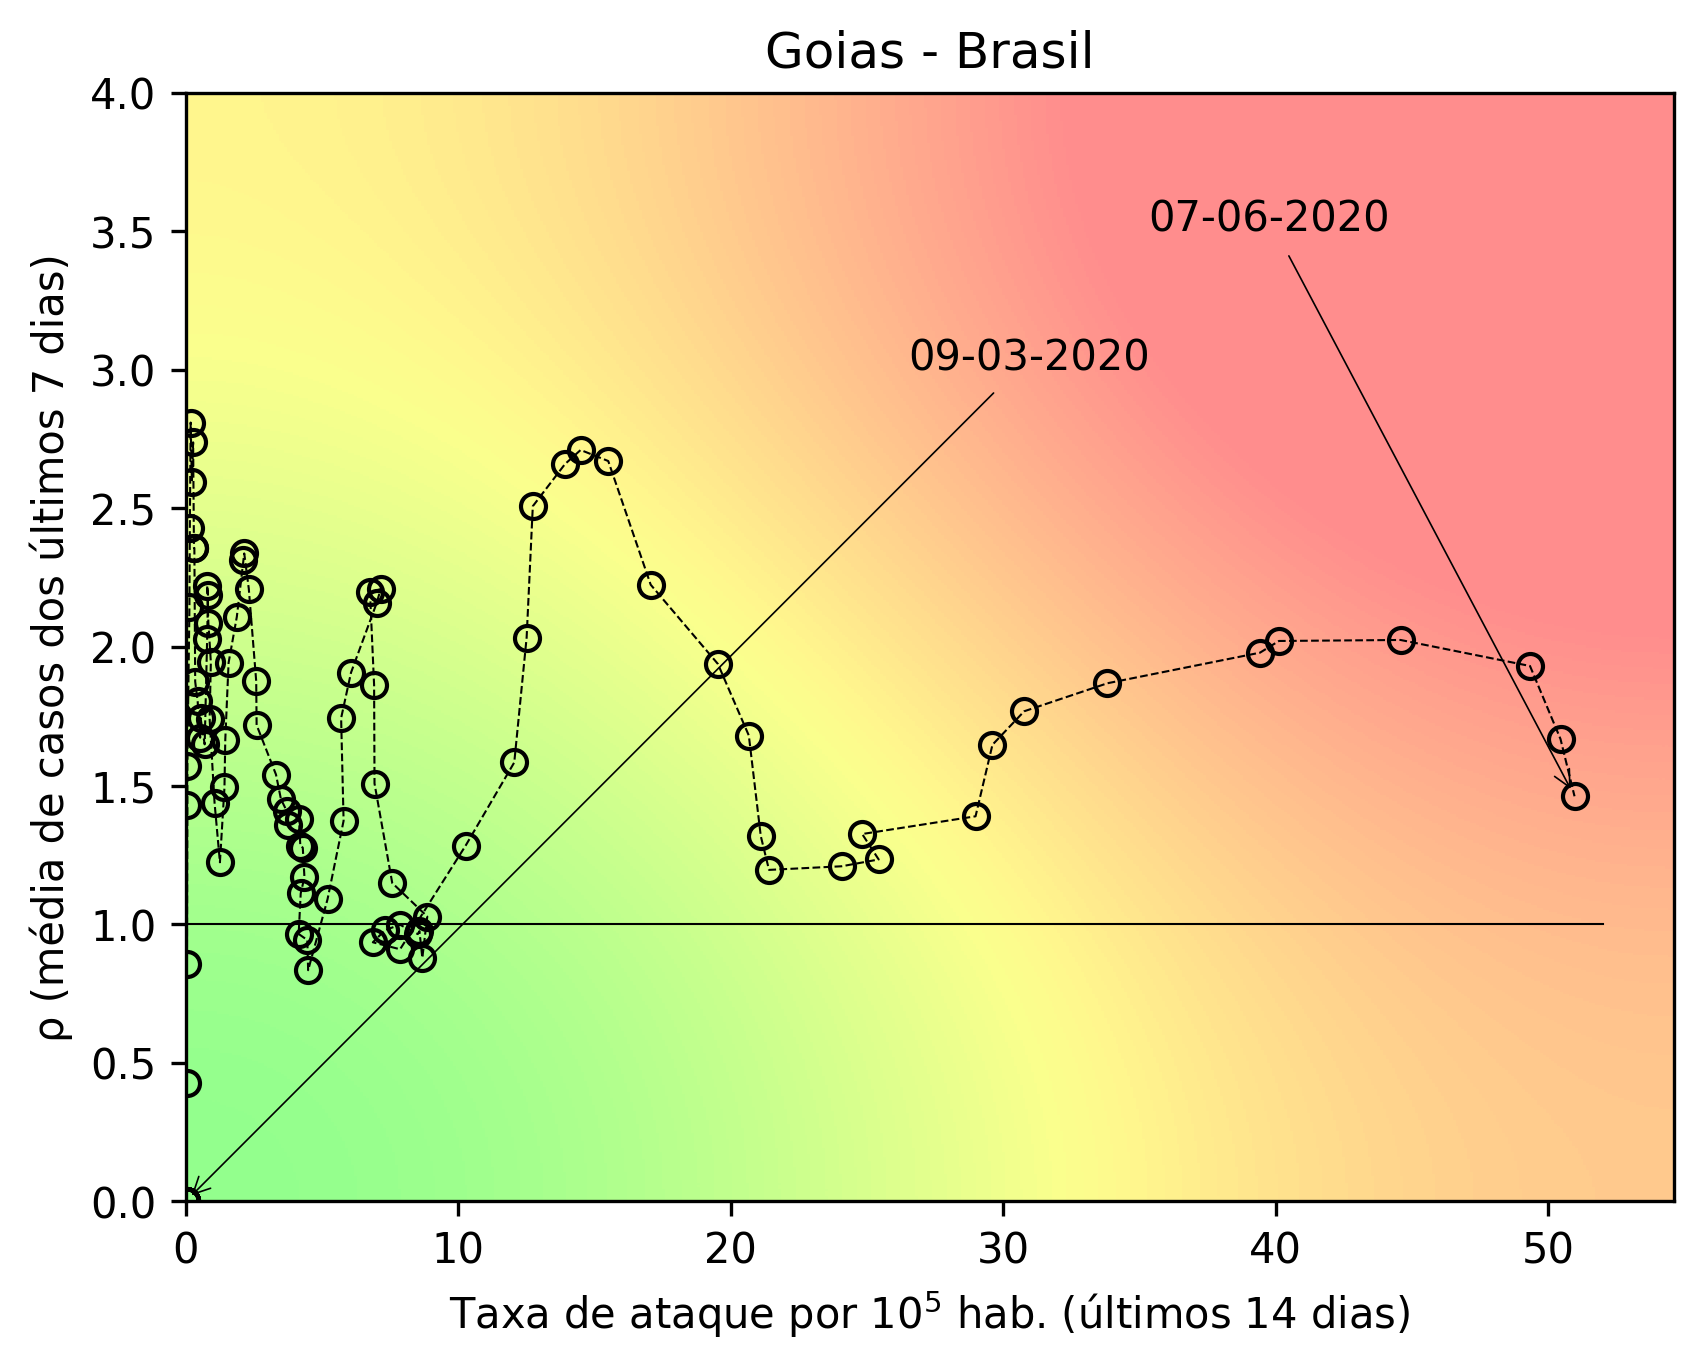 Goias - Brasil
4.0
3.5
3.0
2.5
2.0
1.5
1.0
0.5
0.0
07-06-2020
09-03-2020
ρ (média de casos dos últimos 7 dias)
0 10 20 30 40 50
Taxa de ataque por 10⁵ hab. (últimos 14 dias)